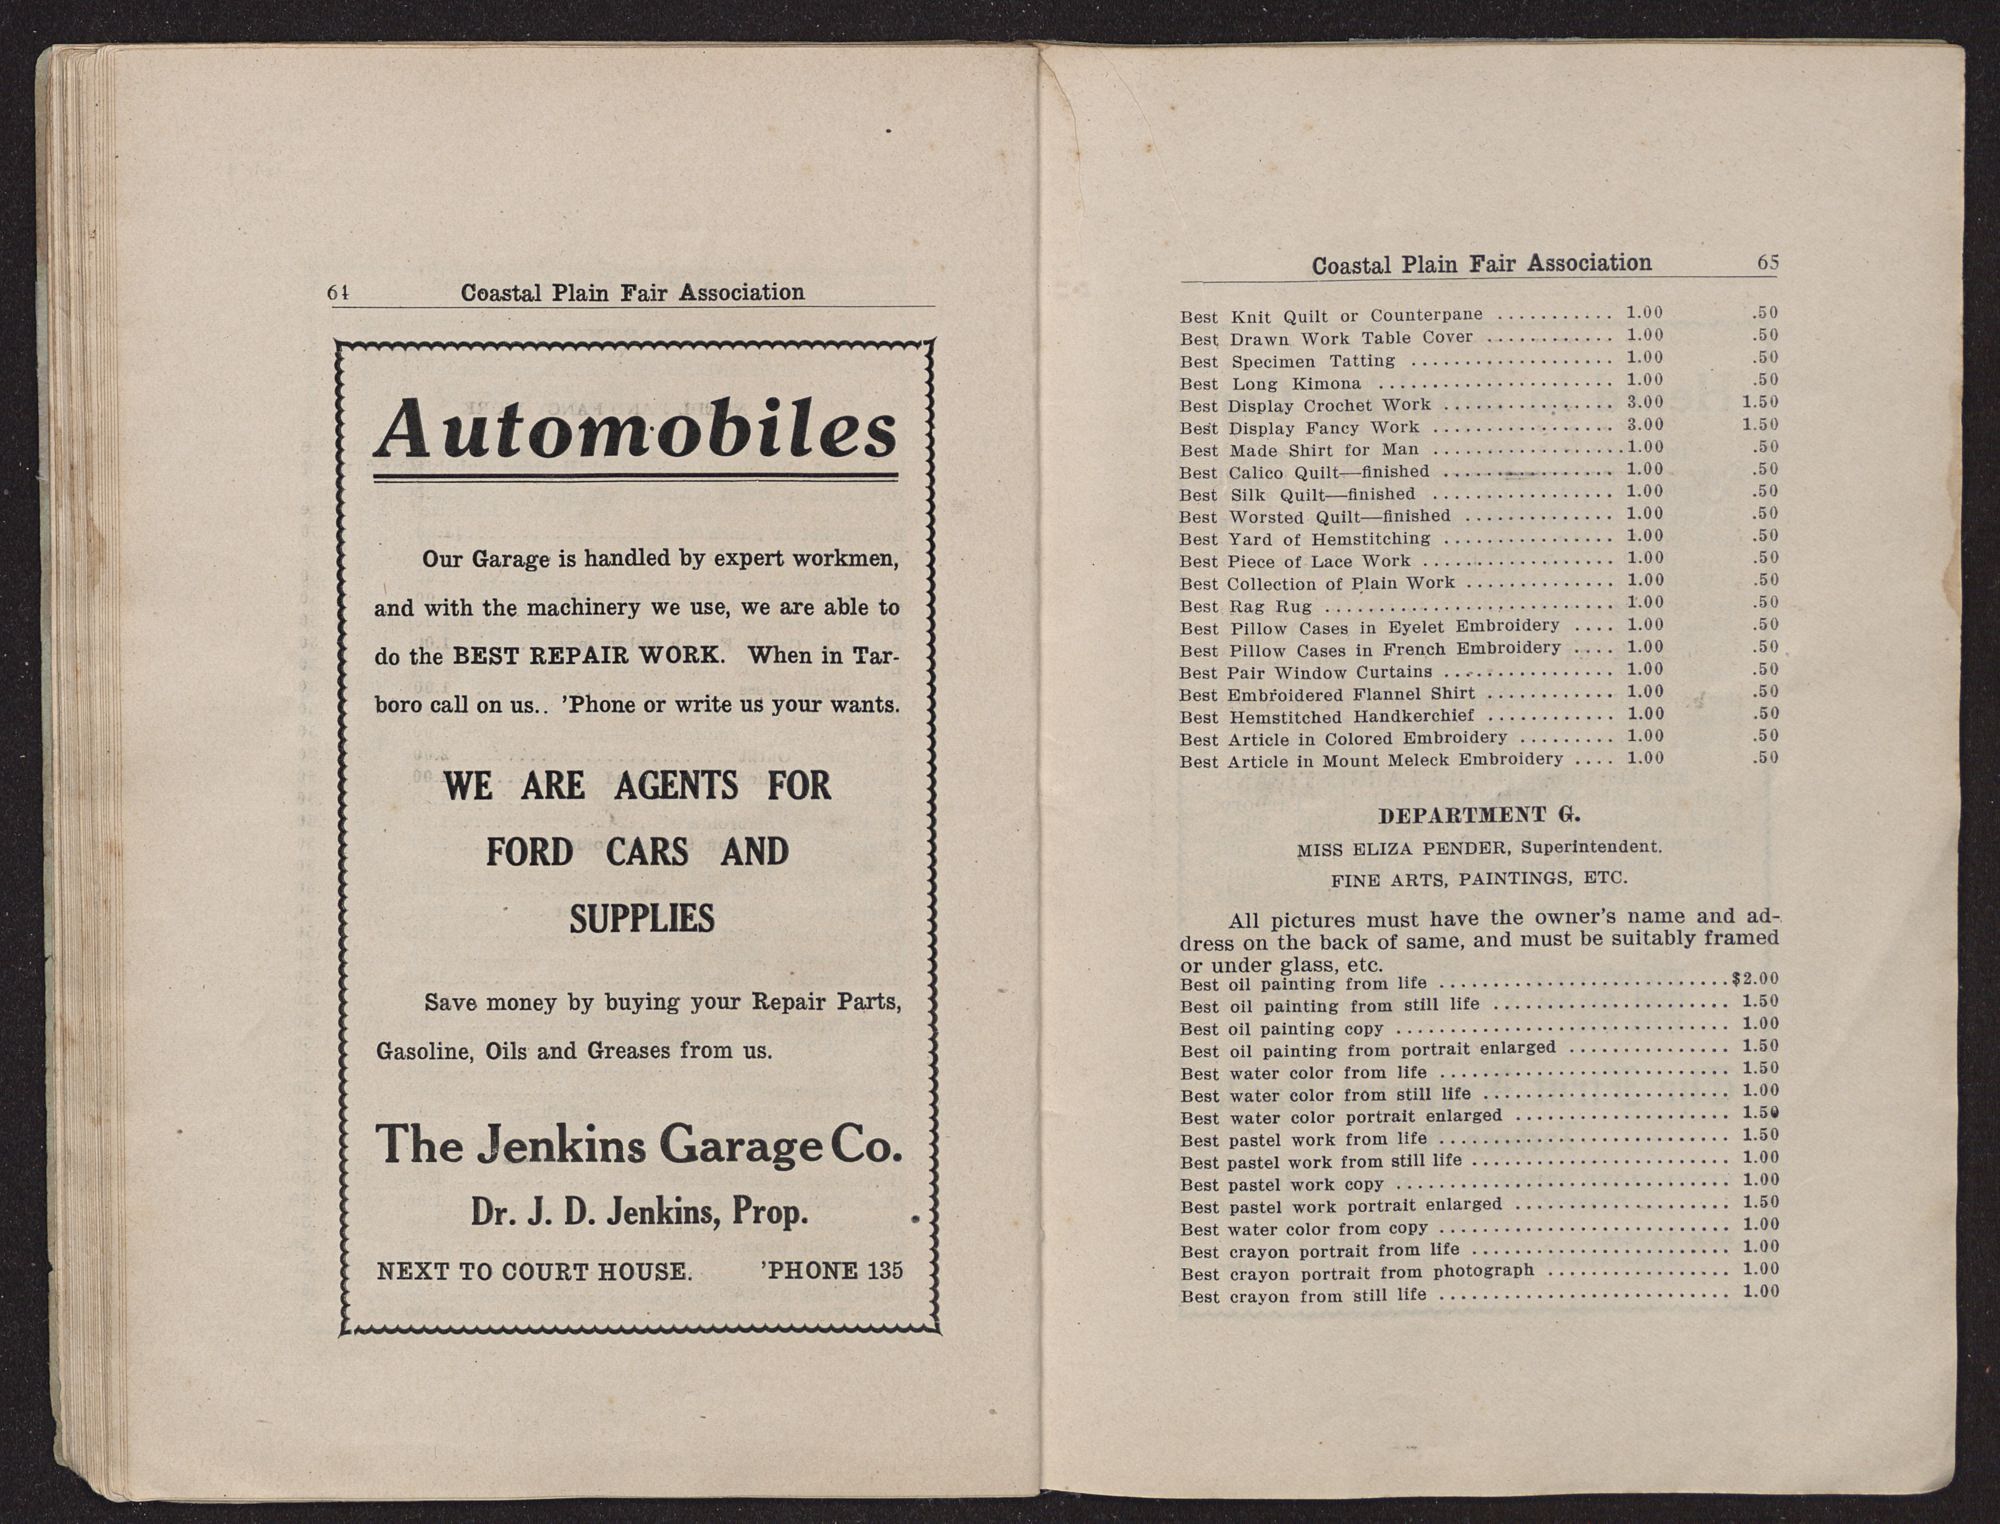 64 Coastal Plain Fair Association
Automobiles
Our Garage is handled by expert workmen,
and with the machinery we use, we are able to
do the BEST REPAIR WORK. When in Tar-
boro call on us.. 'Phone or write us your wants.
WE ARE AGENTS FOR
FORD CARS AND
SUPPLIES
Save money by buying your Repair Parts,
Gasoline, Oils and Greases from us.
The Jenkins Garage Co.
Dr. J. D. Jenkins, Prop.
NEXT TO COURT HOUSE. 'PHONE 135
Coastal Plain Fair Association 65
Best Knit Quilt or Counterpane ........... 1.00 .50
Best Drawn Work Table Cover ............ 1.00 .50
Best Specimen Tatting ................... 1.00 .50
Best Long Kimona ...................... 1.00 .50
Best Display Crochet Work ................ 3.00 1.50
Best Display Fancy Work ................. 3.00 1.50
Best Made Shirt for Man ..................1.00 .50
Best Calico Quilt—finished ................ 1.00 .50
Best Silk Quilt—finished ................. 1.00 .50
Best Worsted Quilt—finished .............. 1.00 .50
Best Yard of Hemstitching ................ 1.00 .50
Best Piece of Lace Work .................. 1.00 .50
Best Collection of Plain Work .............. 1.00 .50
Best Rag Rug ........................... 1.00 .50
Best Pillow Cases in Eyelet Embroidery .... 1.00 .50
Best Pillow Cases in French Embroidery .... 1.00 .50
Best Pair Window Curtains ................ 1.00 .50
Best Embroidered Flannel Shirt ............ 1.00 .50
Best Hemstitched Handkerchief ............ 1.00 .50
Best Article in Colored Embroidery ......... 1.00 .50
Best Article in Mount Meleck Embroidery .... 1.00 .50
DEPARTMENT G.
MISS ELIZA PENDER, Superintendent.
FINE ARTS, PAINTINGS, ETC.
All pictures must have the owner's name and ad-
dress on the back of same, and must be suitably framed
or under glass, etc.
Best oil painting from life ...........................$2.00
Best oil painting from still life ...................... 1.50
Best oil painting copy ............................... 1.00
Best oil painting from portrait enlarged ............... 1.50
Best water color from life ........................... 1.50
Best water color from still life ....................... 1.00
Best water color portrait enlarged .................... 1.50
Best pastel work from life ........................... 1.50
Best pastel work from still life ........................ 1.00
Best pastel work copy ............................... 1.00
Best pastel work portrait enlarged .................... 1.50
Best water color from copy ........................... 1.00
Best crayon portrait from life ........................ 1.00
Best crayon portrait from photograph ................. 1.00
Best crayon from still life ........................... 1.00